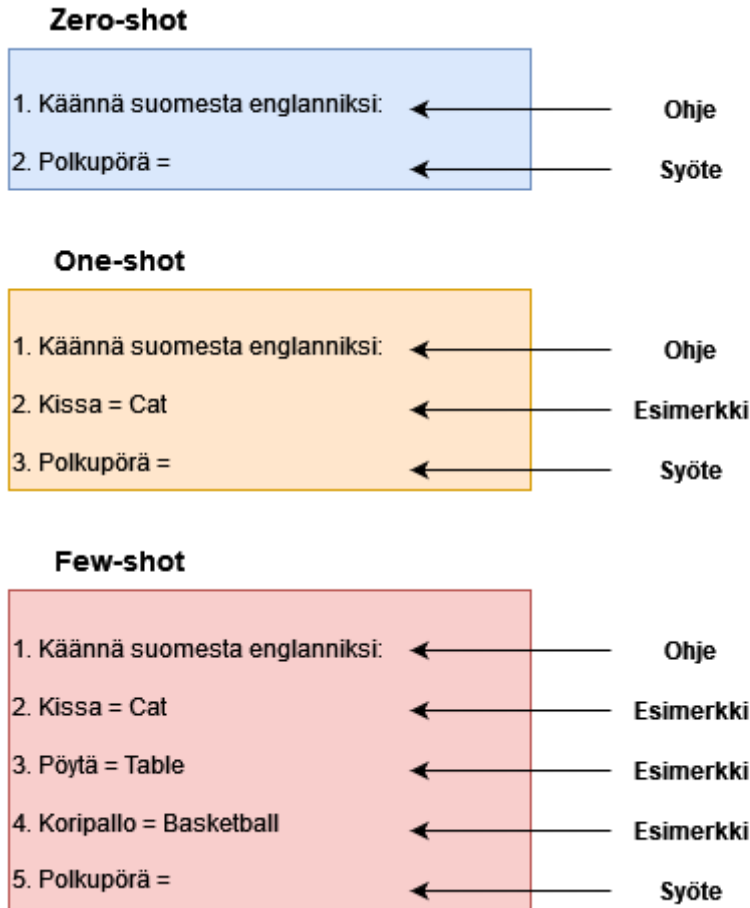 Zero-shot
1. Käännä suomesta englanniksi: Ohje
2. Polkupörä = Syöte
One-shot
1. Käännä suomesta englanniksi: Ohje
2. Kissa = Cat Esimerkki
3. Polkupörä = Syöte
Few-shot
1. Käännä suomesta englanniksi: Ohje
2. Kissa = Cat Esimerkki
3. Pöytä = Table Esimerkki
4. Koripallo = Basketball Esimerkki
5. Polkupörä = Syöte